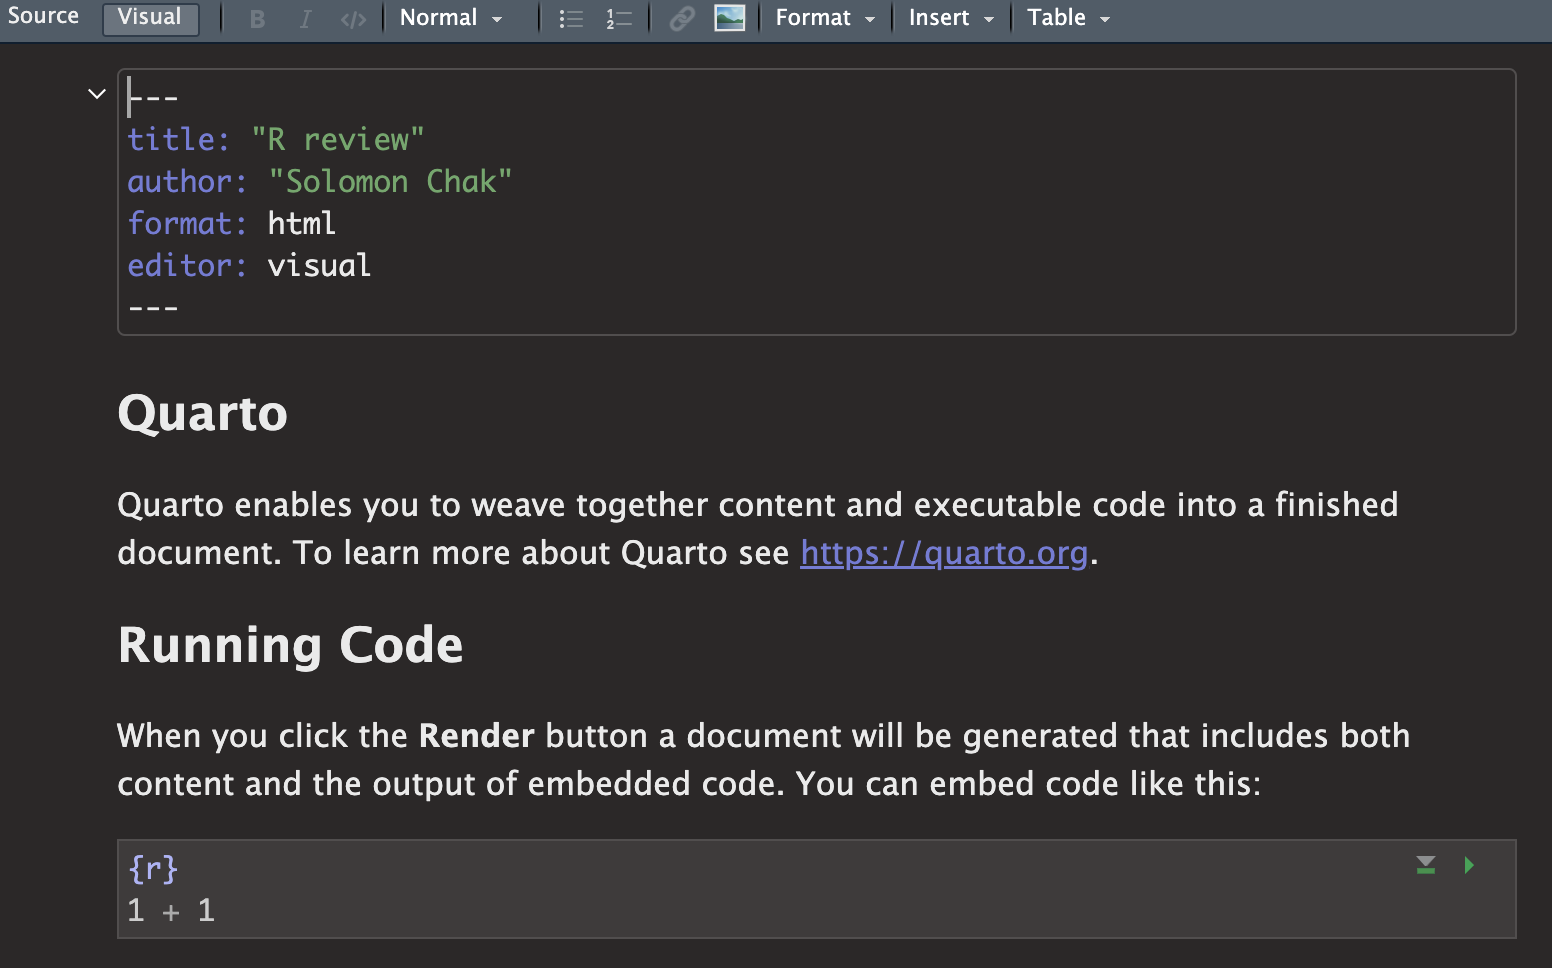 Source Visual B I </> Normal Format Insert Table
---
title: "R review"
author: "Solomon Chak"
format: html
editor: visual
---
Quarto
Quarto enables you to weave together content and executable code into a finished
document. To learn more about Quarto see https://quarto.org.
Running Code
When you click the Render button a document will be generated that includes both
content and the output of embedded code. You can embed code like this:
{r}
1 + 1